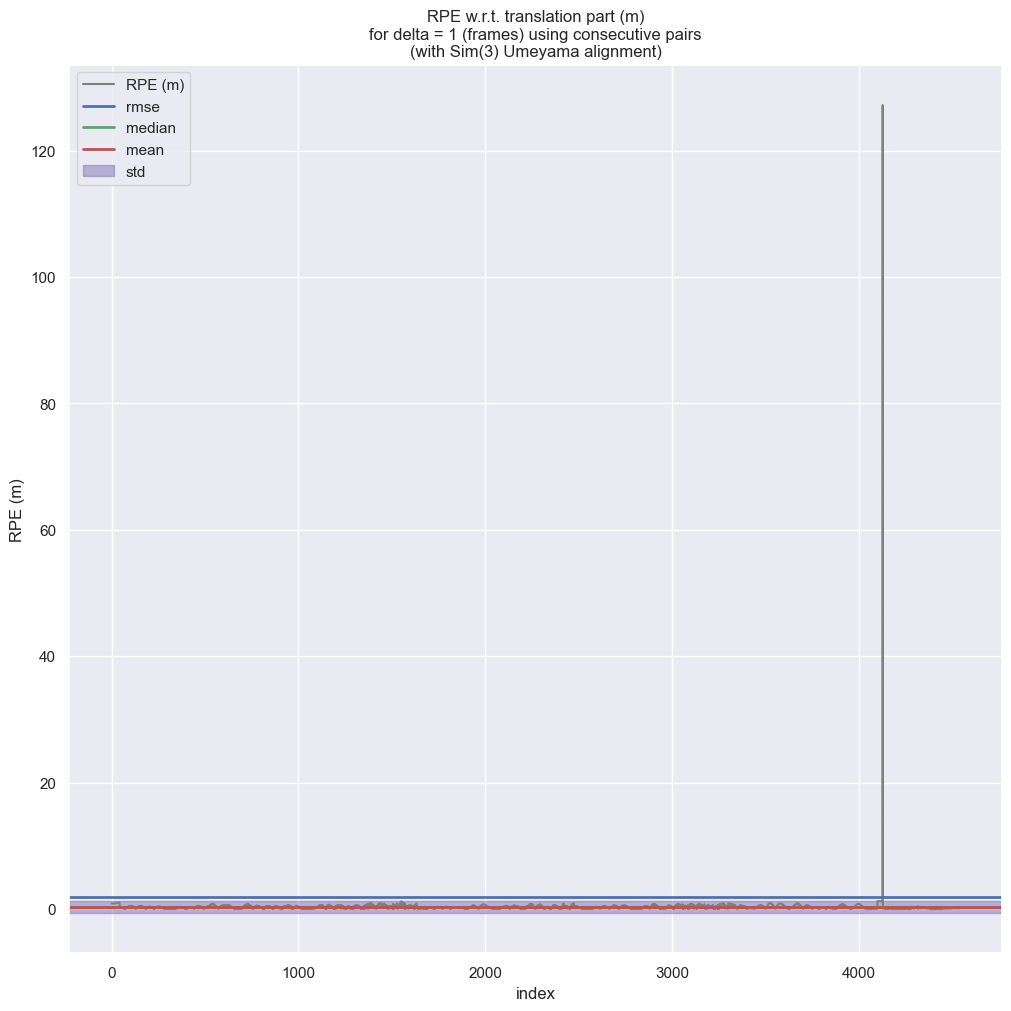 RPE w.r.t. translation part (m)
for delta = 1 (frames) using consecutive pairs
(with Sim(3) Umeyama alignment)
RPE (m)
rmse
median
mean
std
120
100
80
60
40
20
0
RPE (m)
0 1000 2000 3000 4000
index